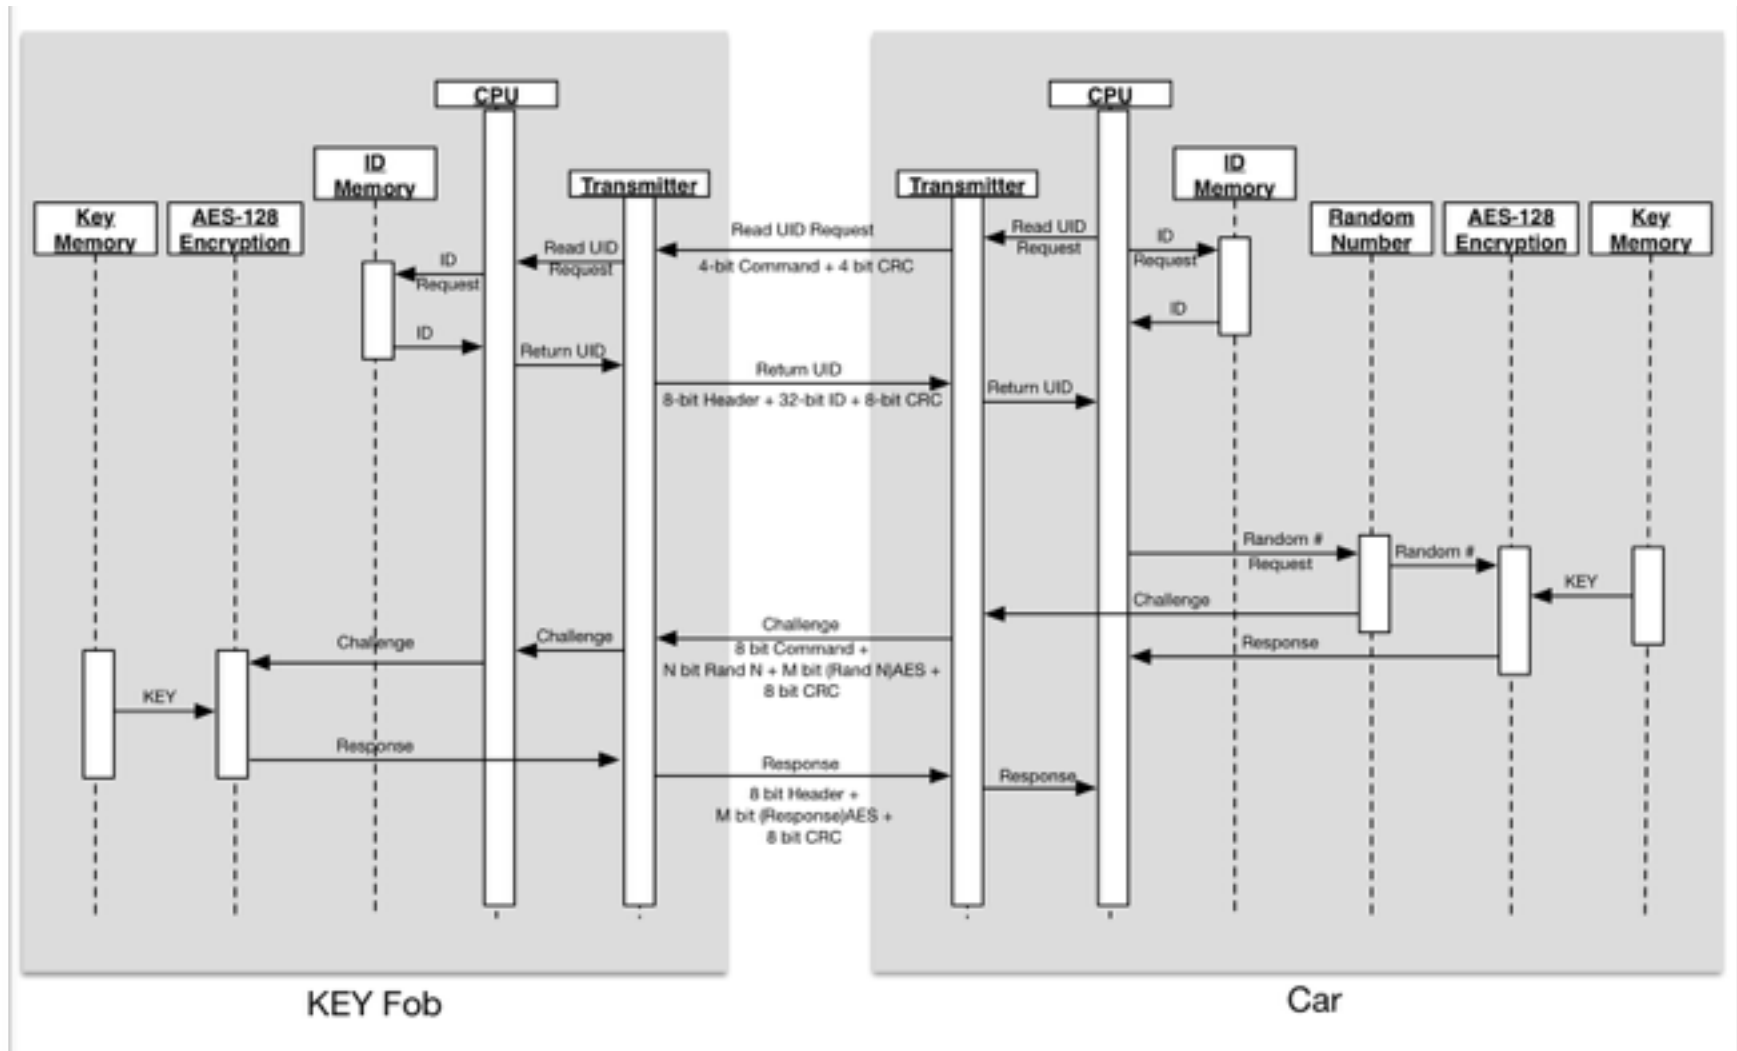 CPU
CPU
ID
Memory
ID
Memory
Transmitter
Transmitter
Key
Memory
AES-128
Encryption
Random
Number
AES-128
Encryption
Key
Memory
Read UID
Request
ID
Request
Read UID Request
4-bit Command + 4 bit CRC
Read UID
Request
ID
Request
ID
ID
Return UID
Return UID
8-bit Header + 32-bit ID + 8-bit CRC
Return UID
Random #
Request
Random #
KEY
Challenge
Challenge
8 bit Command +
N bit Rand N + M bit (Rand N)AES +
8 bit CRC
Challenge
Challenge
Response
KEY
Response
Response
8 bit Header +
M bit (Response)AES +
8 bit CRC
Response
KEY Fob
Car